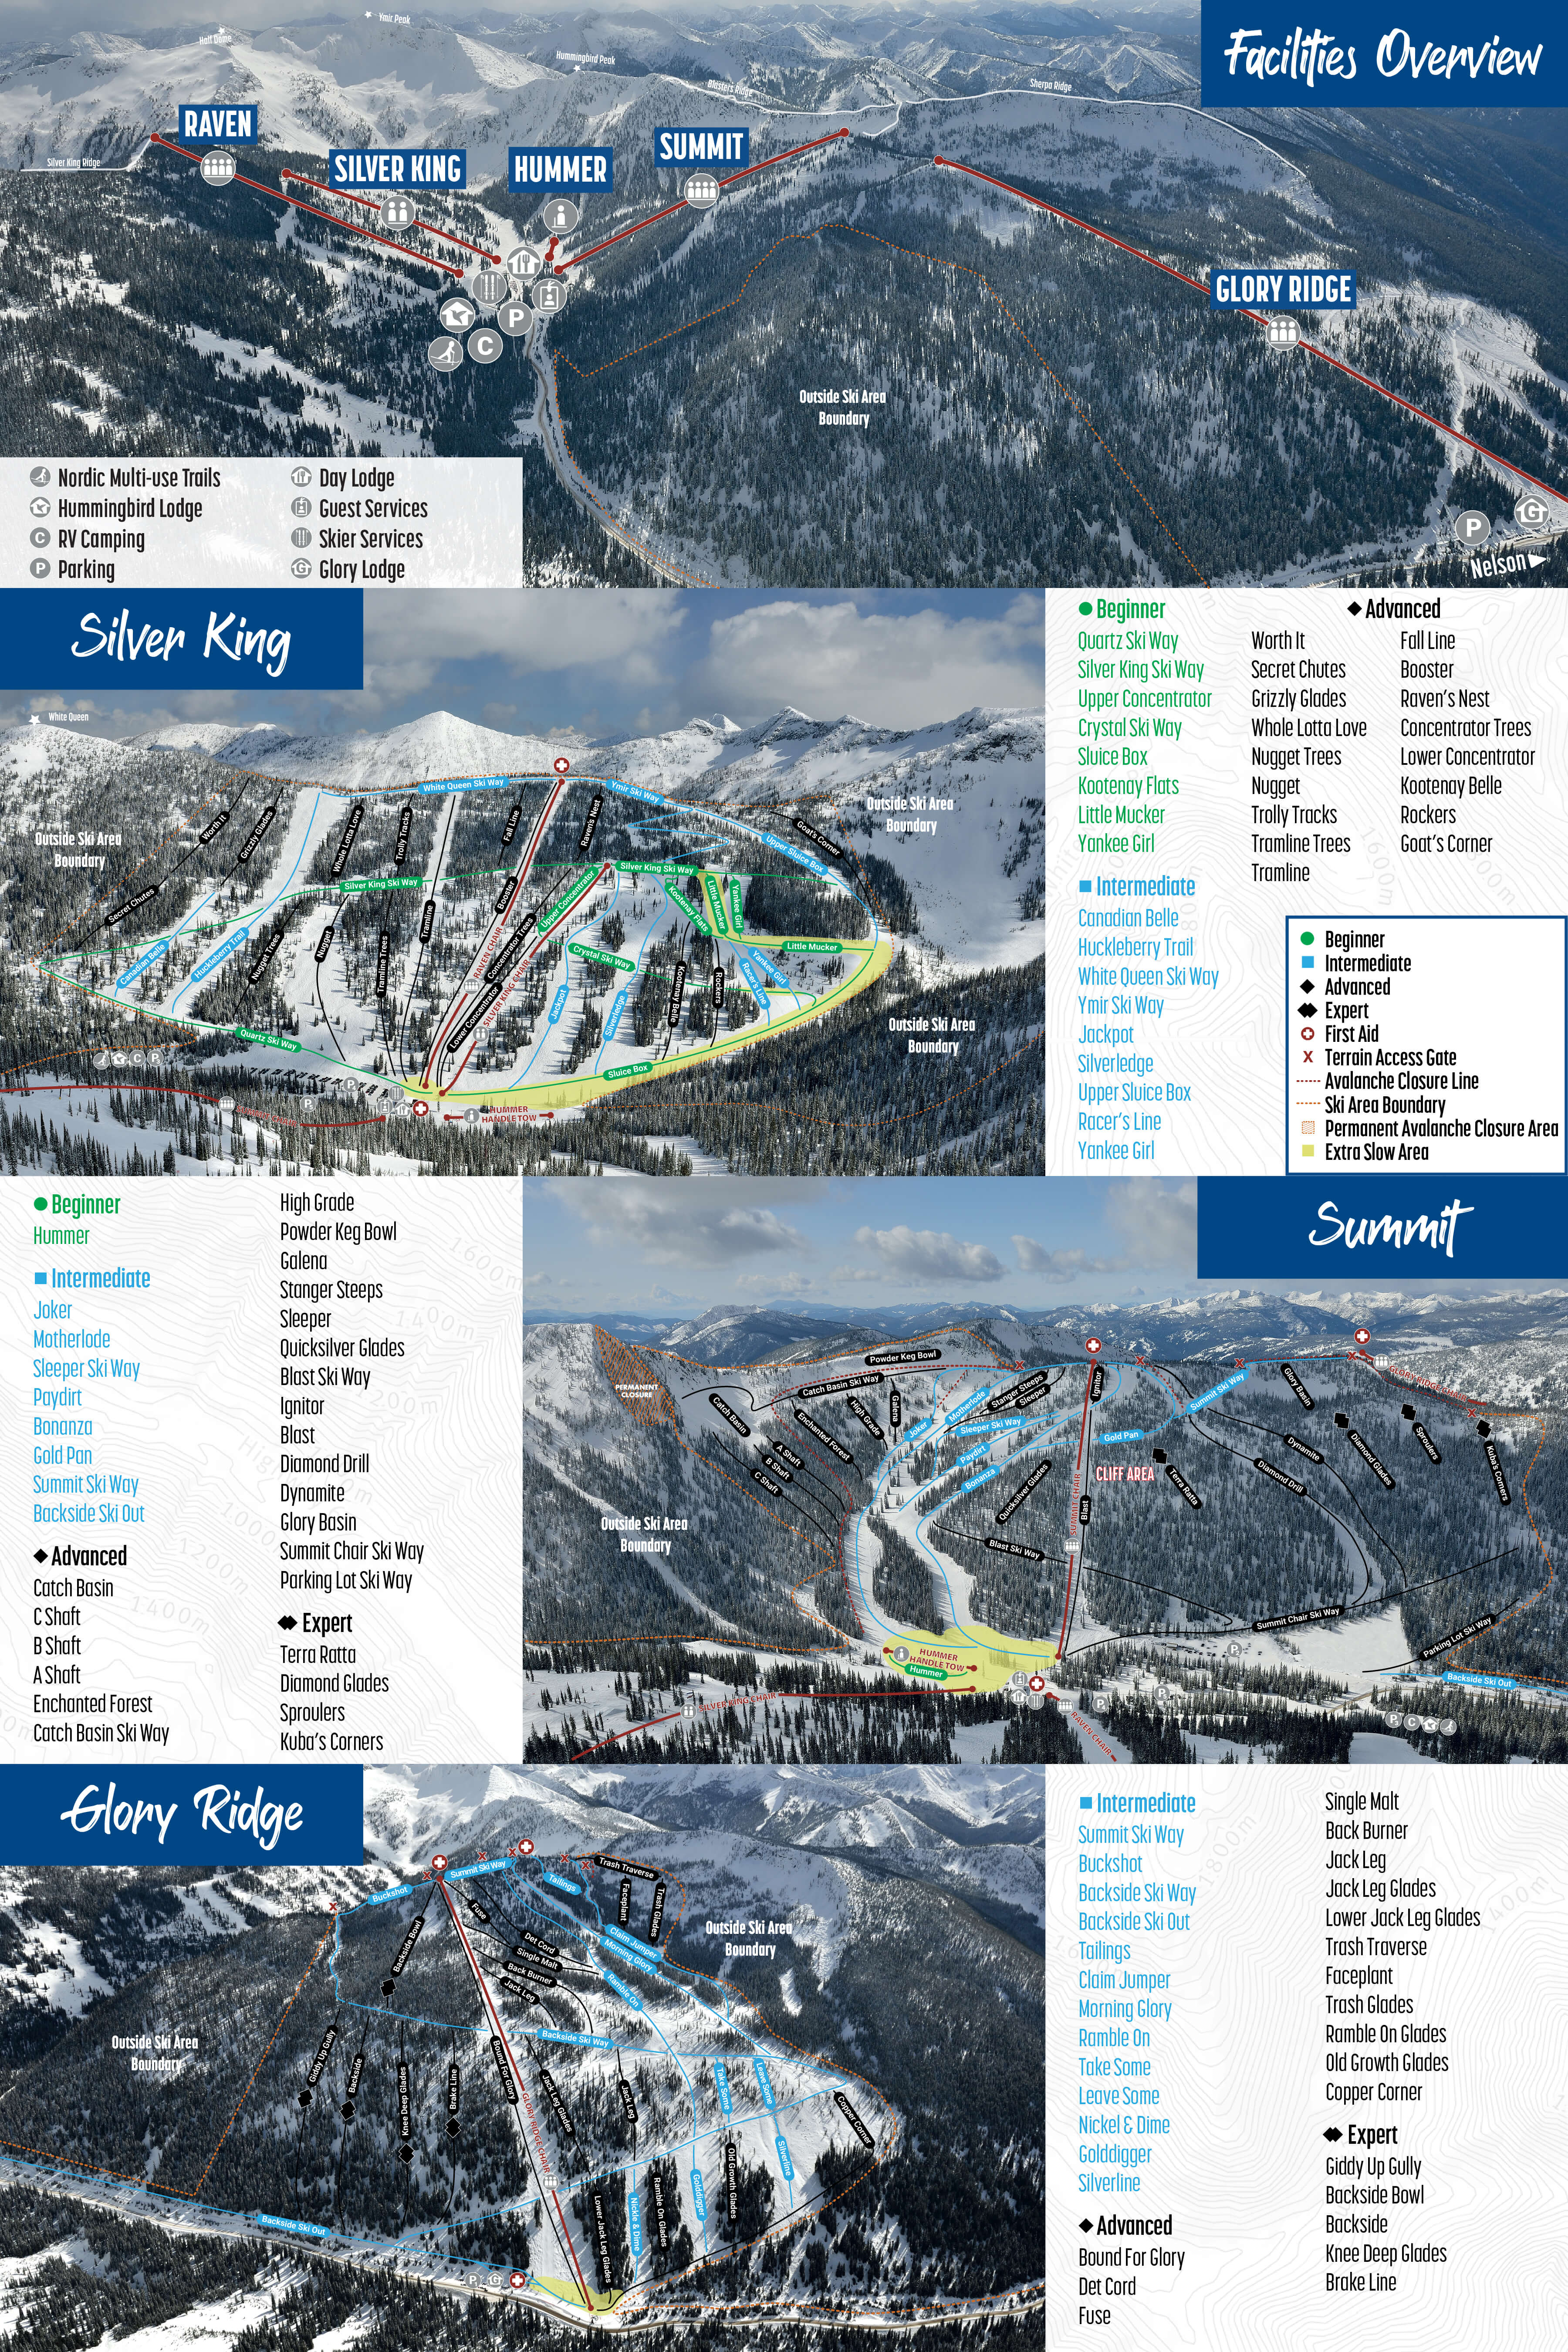 Facilities Overview
Ymir Peak
Half Dome
Hummingbird Peak
Blasters Ridge
Sherpa Ridge
Silver King Ridge
RAVEN
SILVER KING
HUMMER
SUMMIT
GLORY RIDGE
P
C
Outside Ski Area
Boundary
P
G
Nelson
Nordic Multi-use Trails
Hummingbird Lodge
C RV Camping
P Parking
Day Lodge
Guest Services
Skier Services
G Glory Lodge
Silver King
White Queen
Outside Ski Area
Boundary
Outside Ski Area
Boundary
Outside Ski Area
Boundary
White Queen Ski Way
Ymir Ski Way
Worth It
Grizzly Glades
Whole Lotta Love
Trolly Tracks
Fall Line
Raven's Nest
Goat's Corner
Upper Sluice Box
Silver King Ski Way
Silver King Ski Way
Secret Chutes
Booster
Upper Concentrator
Kootenay Flats
Little Mucker
Yankee Girl
Canadian Belle
Huckleberry Trail
Nugget Trees
Nugget
Tramline Trees
Tramline
RAVEN CHAIR
Concentrator Trees
Crystal Ski Way
Little Mucker
Yankee Girl
Racer's Line
Lower Concentrator
SILVER KING CHAIR
Jackpot
Silverledge
Kootenay Belle
Rockers
Quartz Ski Way
Sluice Box
C P
P
P
SUMMIT CHAIR
HUMMER
HANDLE TOW
Beginner
Quartz Ski Way
Silver King Ski Way
Upper Concentrator
Crystal Ski Way
Sluice Box
Kootenay Flats
Little Mucker
Yankee Girl
Intermediate
Canadian Belle
Huckleberry Trail
White Queen Ski Way
Ymir Ski Way
Jackpot
Silverledge
Upper Sluice Box
Racer's Line
Yankee Girl
Advanced
Worth It
Secret Chutes
Grizzly Glades
Whole Lotta Love
Nugget Trees
Nugget
Trolly Tracks
Tramline Trees
Tramline
Fall Line
Booster
Raven's Nest
Concentrator Trees
Lower Concentrator
Kootenay Belle
Rockers
Goat's Corner
Beginner
Intermediate
Advanced
Expert
First Aid
X Terrain Access Gate
Avalanche Closure Line
Ski Area Boundary
Permanent Avalanche Closure Area
Extra Slow Area
Beginner
Hummer
Intermediate
Joker
Motherlode
Sleeper Ski Way
Paydirt
Bonanza
Gold Pan
Summit Ski Way
Backside Ski Out
Advanced
Catch Basin
C Shaft
B Shaft
A Shaft
Enchanted Forest
Catch Basin Ski Way
High Grade
Powder Keg Bowl
Galena
Stanger Steeps
Sleeper
Quicksilver Glades
Blast Ski Way
Ignitor
Blast
Diamond Drill
Dynamite
Glory Basin
Summit Chair Ski Way
Parking Lot Ski Way
Expert
Terra Ratta
Diamond Glades
Sproulers
Kuba's Corners
1600m
1400m
1000m
1200m
1400m
Summit
PERMANENT
CLOSURE
Powder Keg Bowl
Catch Basin Ski Way
Catch Basin
Enchanted Forest
High Grade
Galena
Joker
Motherlode
Stanger Steeps
Sleeper
Sleeper Ski Way
Ignitor
Summit Ski Way
Glory Basin
GLORY RIDGE CHAIR
A Shaft
B Shaft
C Shaft
Paydirt
Bonanza
Gold Pan
CLIFF AREA
Terra Ratta
Dynamite
Diamond Drill
Diamond Glades
Sproulers
Kuba's Corners
Quicksilver Glades
SUMMIT CHAIR
Blast
Blast Ski Way
Outside Ski Area
Boundary
Summit Chair Ski Way
Parking Lot Ski Way
Backside Ski Out
HUMMER
HANDLE TOW
Hummer
SILVER KING CHAIR
RAVEN CHAIR
P
P
P
P C
Glory Ridge
Buckshot
Summit Ski Way
Tailings
Trash Traverse
Faceplant
Trash Glades
Fuse
Backside Bowl
Det Cord
Single Malt
Back Burner
Jack Leg
Claim Jumper
Morning Glory
Ramble On
Outside Ski Area
Boundary
Outside Ski Area
Boundary
Backside Ski Way
Giddy Up Gully
Backside
Knee Deep Glades
Brake Line
Bound For Glory
GLORY RIDGE CHAIR
Jack Leg Glades
Jack Leg
Take Some
Leave Some
Copper Corner
Silverline
Old Growth Glades
Golddigger
Ramble On Glades
Nickle & Dime
Lower Jack Leg Glades
Backside Ski Out
P G
Intermediate
Summit Ski Way
Buckshot
Backside Ski Way
Backside Ski Out
Tailings
Claim Jumper
Morning Glory
Ramble On
Take Some
Leave Some
Nickel & Dime
Golddigger
Silverline
Advanced
Bound For Glory
Det Cord
Fuse
Single Malt
Back Burner
Jack Leg
Jack Leg Glades
Lower Jack Leg Glades
Trash Traverse
Faceplant
Trash Glades
Ramble On Glades
Old Growth Glades
Copper Corner
Expert
Giddy Up Gully
Backside Bowl
Backside
Knee Deep Glades
Brake Line
1800m